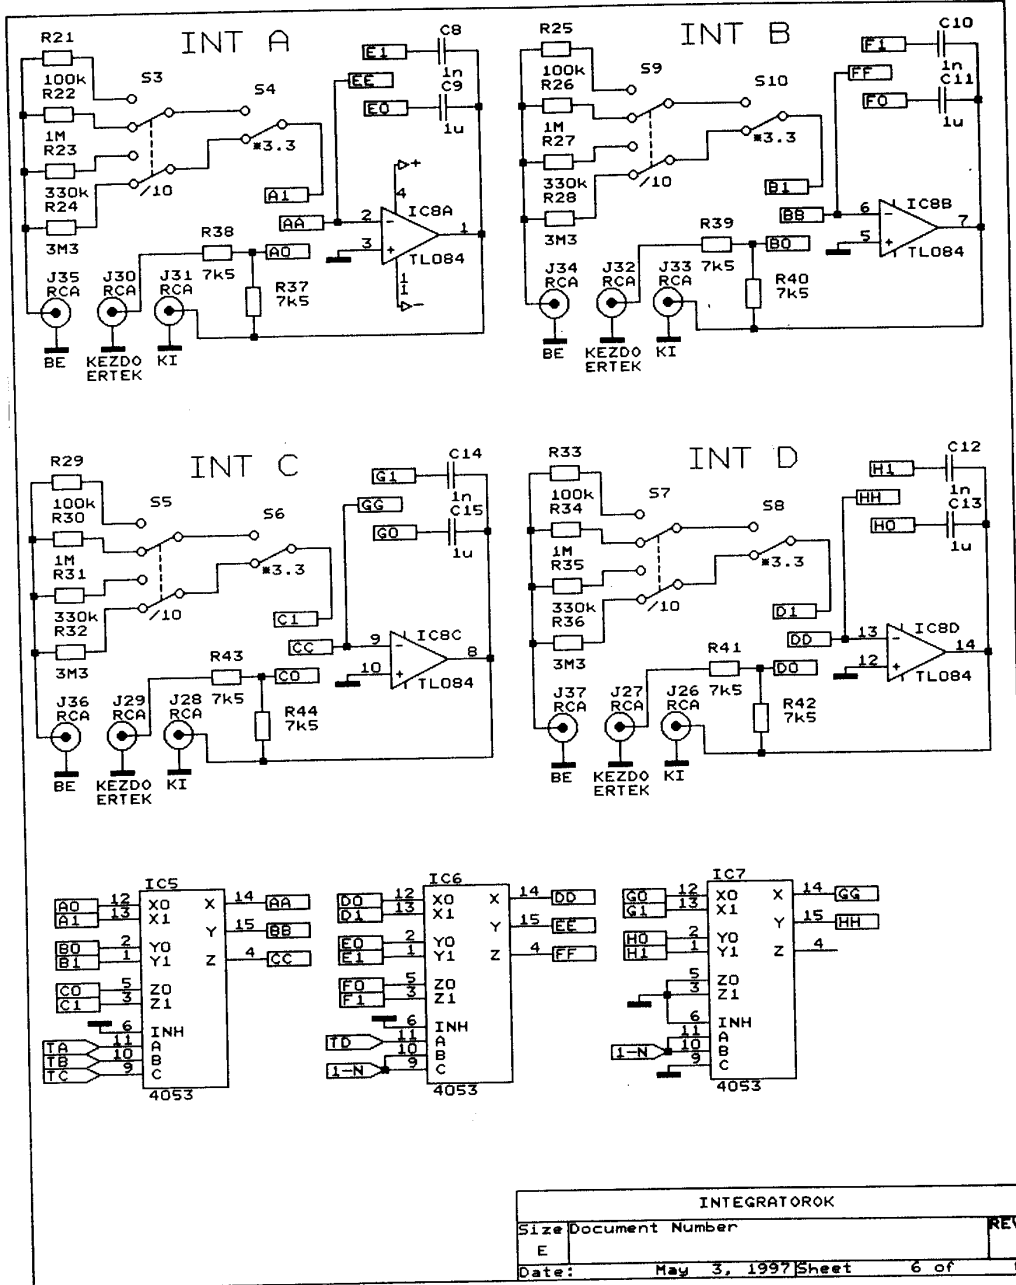 INT A
R21
100k
R22
1M
R23
330k
R24
3M3
S3
S4
/10
*3.3
E1
EE
E0
C8
1n
C9
1u
A1
AA
A0
+
4
2
-
3
+
1
IC8A
TL084
1
1
-
R38
7k5
R37
7k5
J35
RCA
J30
RCA
J31
RCA
BE
KEZDO
ERTEK
KI
INT B
R25
100k
R26
1M
R27
330k
R28
3M3
S9
S10
/10
*3.3
F1
FF
F0
C10
1n
C11
1u
B1
BB
B0
6
-
5
+
IC8B
7
TL084
R39
7k5
R40
7k5
J34
RCA
J32
RCA
J33
RCA
BE
KEZDO
ERTEK
KI
INT C
R29
100k
R30
1M
R31
330k
R32
3M3
S5
S6
/10
*3.3
G1
GG
G0
C14
1n
C15
1u
C1
CC
C0
9
-
10
+
IC8C
8
TL084
R43
7k5
R44
7k5
J36
RCA
J29
RCA
J28
RCA
BE
KEZDO
ERTEK
KI
INT D
R33
100k
R34
1M
R35
330k
R36
3M3
S7
S8
/10
*3.3
H1
HH
H0
C12
1n
C13
1u
D1
DD
D0
13
-
12
+
IC8D
14
TL084
R41
7k5
R42
7k5
J37
RCA
J27
RCA
J26
RCA
BE
KEZDO
ERTEK
KI
IC5
A0 12 X0 X 14 AA
A1 13 X1
Y 15 BB
B0 2 Y0
B1 1 Y1 Z 4 CC
C0 5 Z0
C1 3 Z1
6 INH
TA 11 A
TB 10 B
TC 9 C
4053
IC6
D0 12 X0 X 14 DD
D1 13 X1
Y 15 EE
E0 2 Y0
E1 1 Y1 Z 4 FF
F0 5 Z0
F1 3 Z1
6 INH
TD 11 A
10 B
1-N 9 C
4053
IC7
G0 12 X0 X 14 GG
G1 13 X1
Y 15 HH
H0 2 Y0
H1 1 Y1 Z 4
5 Z0
3 Z1
6 INH
11 A
1-N 10 B
9 C
4053
INTEGRATOROK
Size Document Number REV
E
Date: May 3, 1997 Sheet 6 of